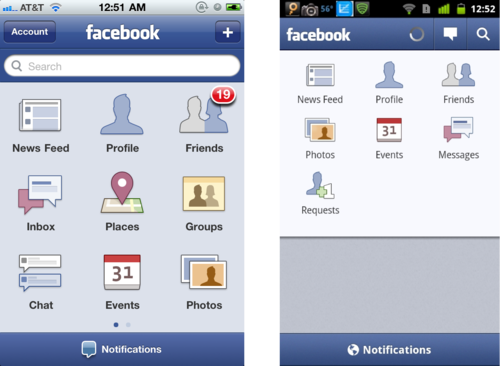 AT&T 12:51 AM
Account facebook +
Search
19
News Feed Profile Friends
Inbox Places Groups
31
Chat Events Photos
Notifications
56° 12:52
facebook
News Feed Profile Friends
31
Photos Events Messages
1
Requests
Notifications